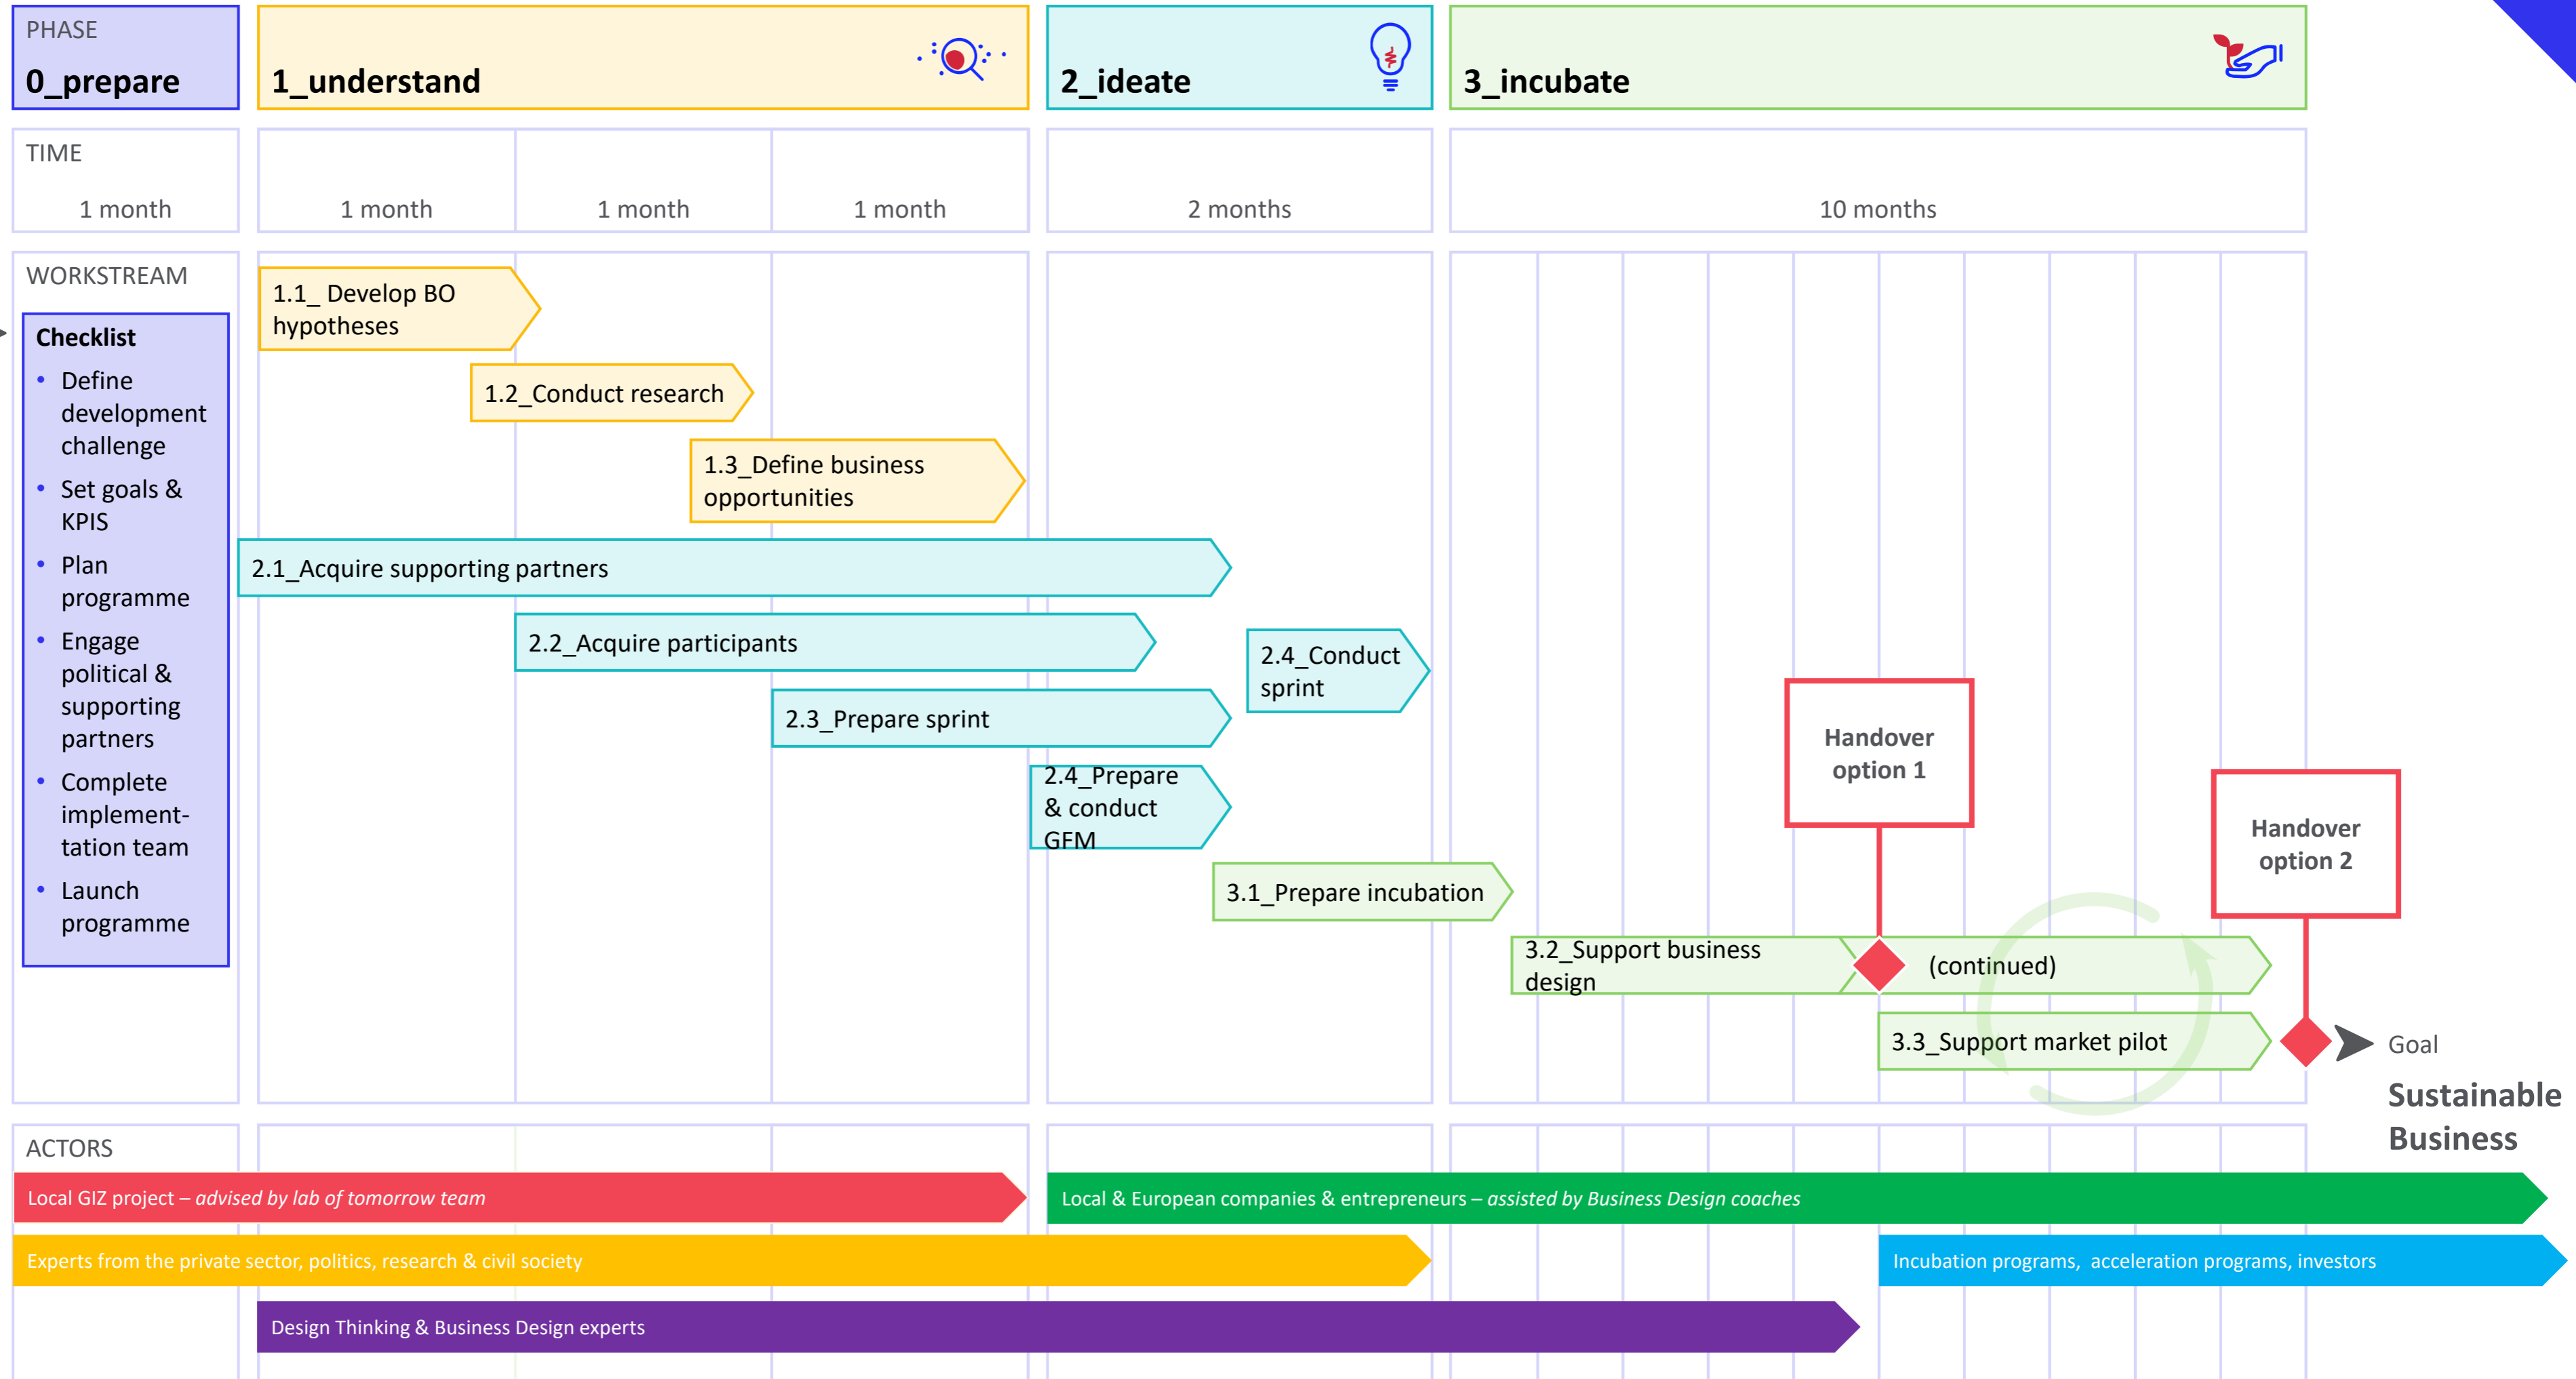 PHASE
0_prepare
1_understand
2_ideate
3_incubate
TIME
1 month
1 month
1 month
1 month
2 months
10 months
WORKSTREAM
Checklist
• Define
development
challenge
• Set goals &
KPIS
• Plan
programme
• Engage
political &
supporting
partners
• Complete
implement-
tation team
• Launch
programme
1.1_ Develop BO
hypotheses
1.2_Conduct research
1.3_Define business
opportunities
2.1_Acquire supporting partners
2.2_Acquire participants
2.4_Conduct
sprint
2.3_Prepare sprint
2.4_Prepare
& conduct
GFM
3.1_Prepare incubation
Handover
option 1
Handover
option 2
3.2_Support business
design
(continued)
3.3_Support market pilot
Goal
Sustainable
Business
ACTORS
Local GIZ project – advised by lab of tomorrow team
Local & European companies & entrepreneurs – assisted by Business Design coaches
Experts from the private sector, politics, research & civil society
Incubation programs, acceleration programs, investors
Design Thinking & Business Design experts